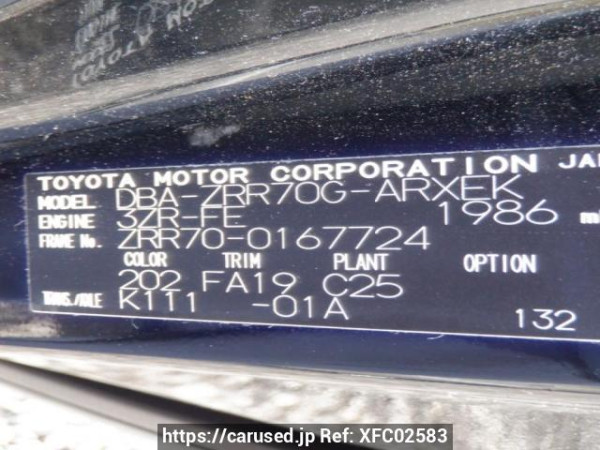 TOYOTA MOTOR CORPORATION JA
MODEL DBA-ZRR70G-ARXEK
ENGINE 3ZR-FE 1986 m
FRAME No. ZRR70-0167724
COLOR TRIM PLANT OPTION
202 FA19 C25
TRANS./AXLE K111 -01A
132
https://carused.jp Ref: XFC02583